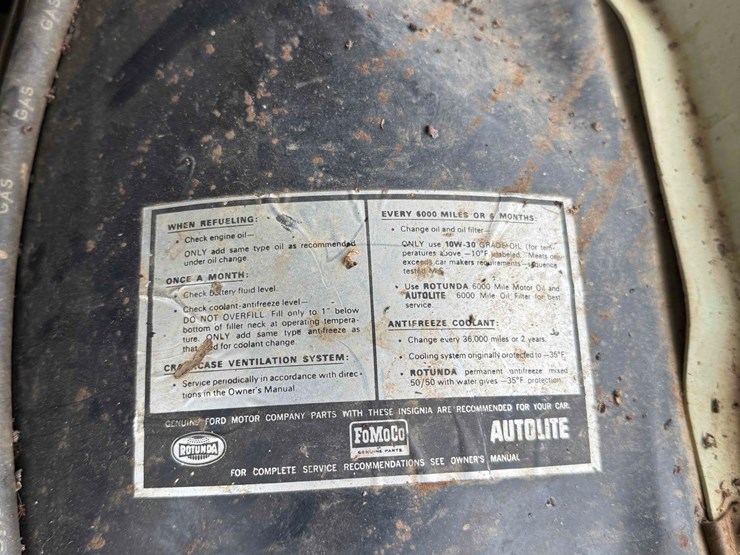 GAS
GAS
GAS
GAS
WHEN REFUELING:
• Check engine oil—
ONLY add same type oil as recommended
under oil change
ONCE A MONTH:
• Check battery fluid level
• Check coolant-antifreeze level—
DO NOT OVERFILL. Fill only to 1" below
bottom of filler neck at operating tempera-
ture. ONLY add same type antifreeze as
that for coolant change
CRANKCASE VENTILATION SYSTEM:
• Service periodically in accordance with direc-
tions in the Owner's Manual
EVERY 6000 MILES OR 6 MONTHS:
• Change oil and oil filter—
ONLY use 10W-30 GRADE OIL (for tem-
peratures above −10°F) labeled: Meets or
exceeds car makers requirements sequence
tested MS
• Use ROTUNDA 6000 Mile Motor Oil and
AUTOLITE 6000 Mile Oil Filter for best
service.
ANTIFREEZE COOLANT:
• Change every 36,000 miles or 2 years.
• Cooling system originally protected to −35°F
• ROTUNDA permanent antifreeze mixed
50/50 with water gives −35°F protection
GENUINE FORD MOTOR COMPANY PARTS WITH THESE INSIGNIA ARE RECOMMENDED FOR YOUR CAR.
ROTUNDA
FoMoCo
GENUINE PARTS
AUTOLITE
FOR COMPLETE SERVICE RECOMMENDATIONS SEE OWNER'S MANUAL